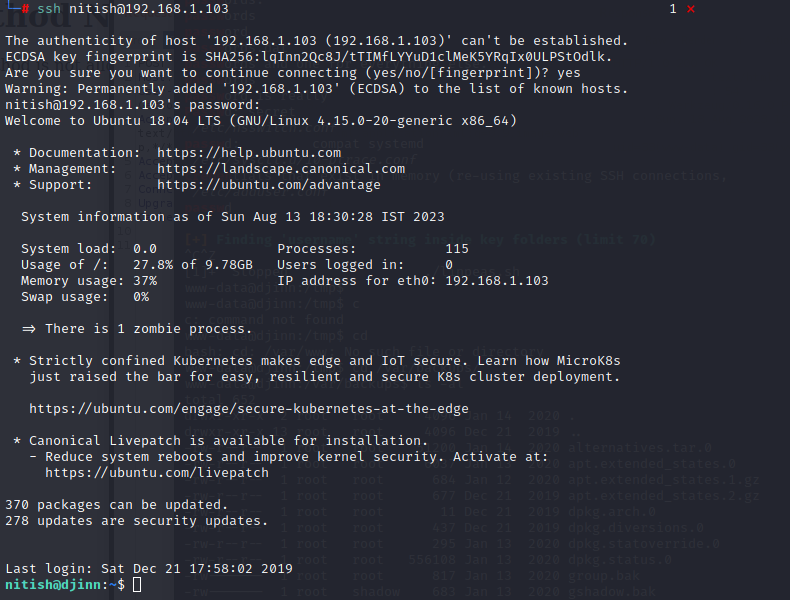 # ssh nitish@192.168.1.103 1 ✕
The authenticity of host '192.168.1.103 (192.168.1.103)' can't be established.
ECDSA key fingerprint is SHA256:lqInn2Qc8J/tTIMfLYYuD1clMeK5YRqIx0ULPStOdlk.
Are you sure you want to continue connecting (yes/no/[fingerprint])? yes
Warning: Permanently added '192.168.1.103' (ECDSA) to the list of known hosts.
nitish@192.168.1.103's password:
Welcome to Ubuntu 18.04 LTS (GNU/Linux 4.15.0-20-generic x86_64)
* Documentation: https://help.ubuntu.com
* Management: https://landscape.canonical.com
* Support: https://ubuntu.com/advantage
System information as of Sun Aug 13 18:30:28 IST 2023
System load: 0.0 Processes: 115
Usage of /: 27.8% of 9.78GB Users logged in: 0
Memory usage: 37% IP address for eth0: 192.168.1.103
Swap usage: 0%
=> There is 1 zombie process.
* Strictly confined Kubernetes makes edge and IoT secure. Learn how MicroK8s
just raised the bar for easy, resilient and secure K8s cluster deployment.
https://ubuntu.com/engage/secure-kubernetes-at-the-edge
* Canonical Livepatch is available for installation.
- Reduce system reboots and improve kernel security. Activate at:
https://ubuntu.com/livepatch
370 packages can be updated.
278 updates are security updates.
Last login: Sat Dec 21 17:58:02 2019
nitish@djinn:~$